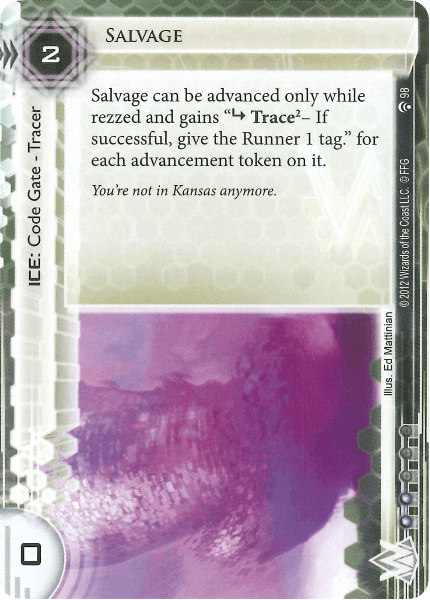 2
SALVAGE
Salvage can be advanced only while
rezzed and gains “↳ Trace²– If
successful, give the Runner 1 tag.” for
each advancement token on it.
You’re not in Kansas anymore.
ICE: Code Gate - Tracer
Illus. Ed Mattinian
© 2012 Wizards of the Coast LLC. © FFG
98
0